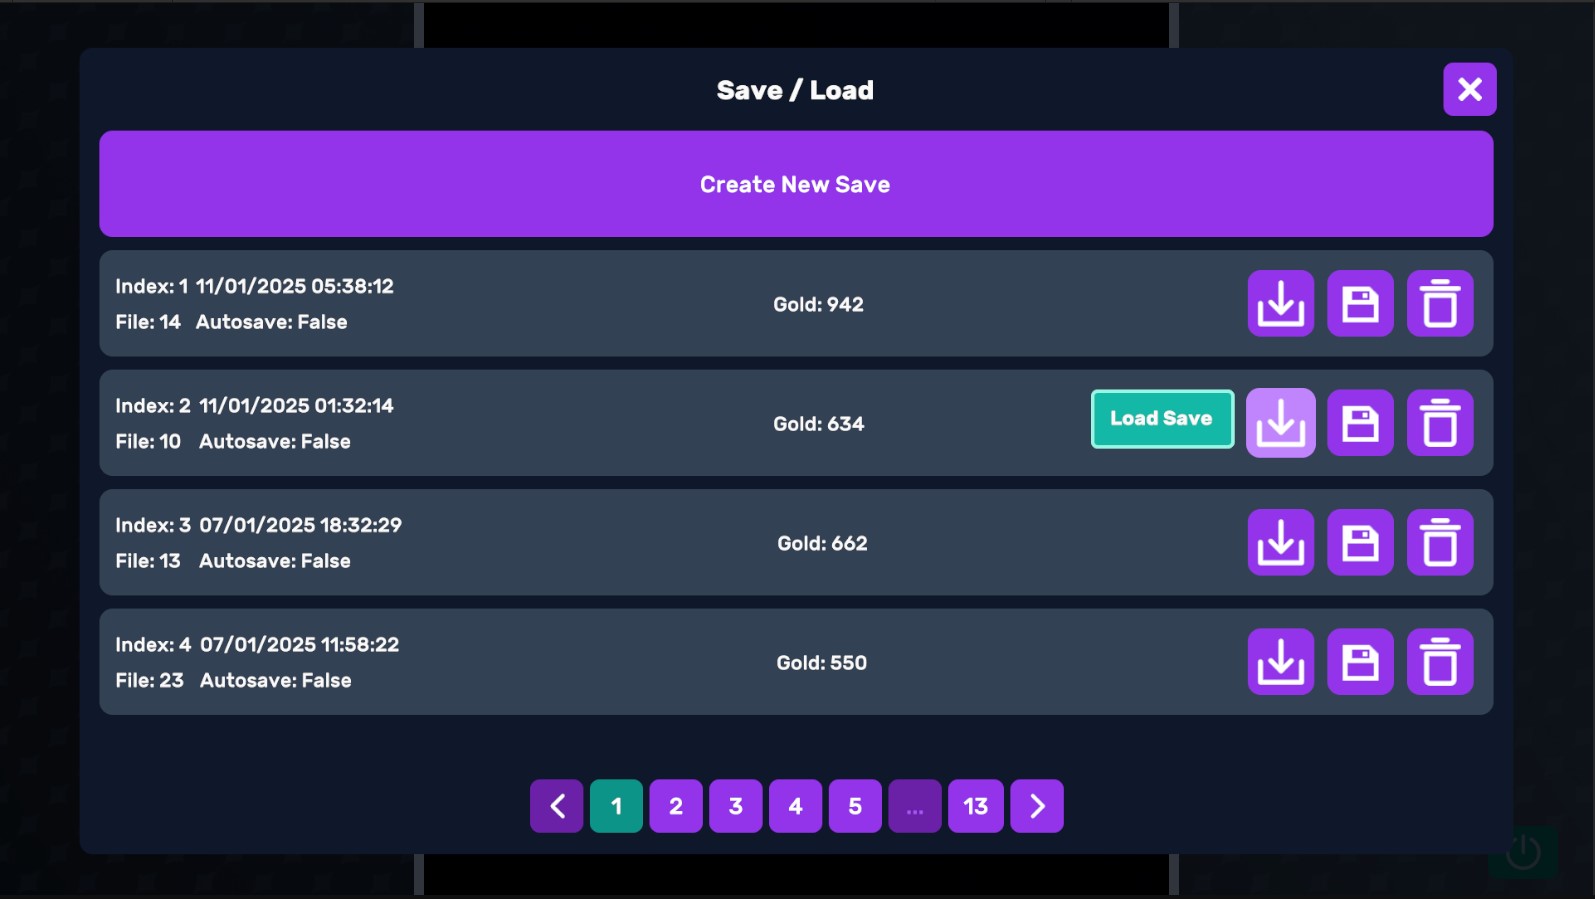 Save / Load
Create New Save
Index: 1 11/01/2025 05:38:12
File: 14 Autosave: False
Gold: 942
Index: 2 11/01/2025 01:32:14
File: 10 Autosave: False
Gold: 634
Load Save
Index: 3 07/01/2025 18:32:29
File: 13 Autosave: False
Gold: 662
Index: 4 07/01/2025 11:58:22
File: 23 Autosave: False
Gold: 550
1 2 3 4 5 ... 13